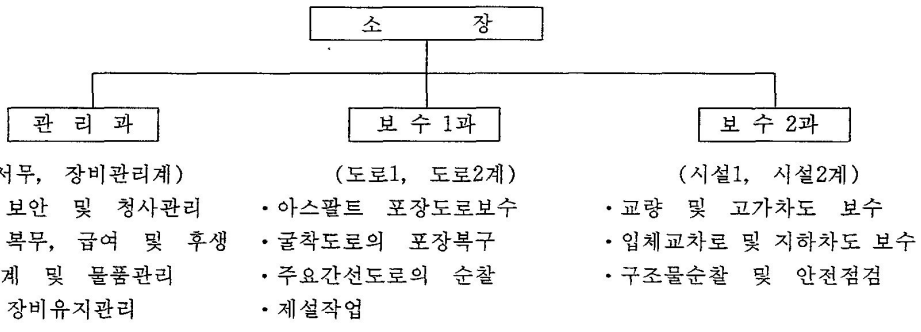 소 장
관 리 과
서무, 장비관리계)
보안 및 청사관리
복무, 급여 및 후생
계 및 물품관리
장비유지관리
보 수 1과
(도로1, 도로2계)
· 아스팔트 포장도로보수
· 굴착도로의 포장복구
· 주요간선도로의 순찰
· 제설작업
보 수 2과
(시설1, 시설2계)
· 교량 및 고가차도 보수
· 입체교차로 및 지하차도 보수
· 구조물순찰 및 안전점검